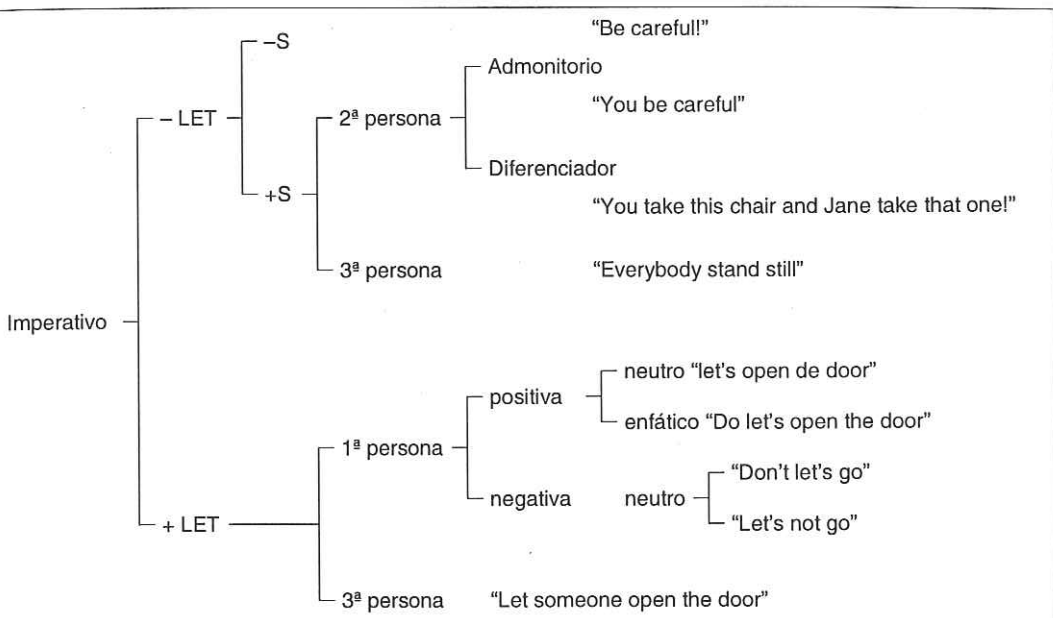 "Be careful!"
–S
Admonitorio
"You be careful"
– LET
2ª persona
Diferenciador
+S
"You take this chair and Jane take that one!"
3ª persona
"Everybody stand still"
Imperativo
neutro "let's open de door"
positiva
enfático "Do let's open the door"
1ª persona
"Don't let's go"
negativa
neutro
"Let's not go"
+ LET
3ª persona
"Let someone open the door"